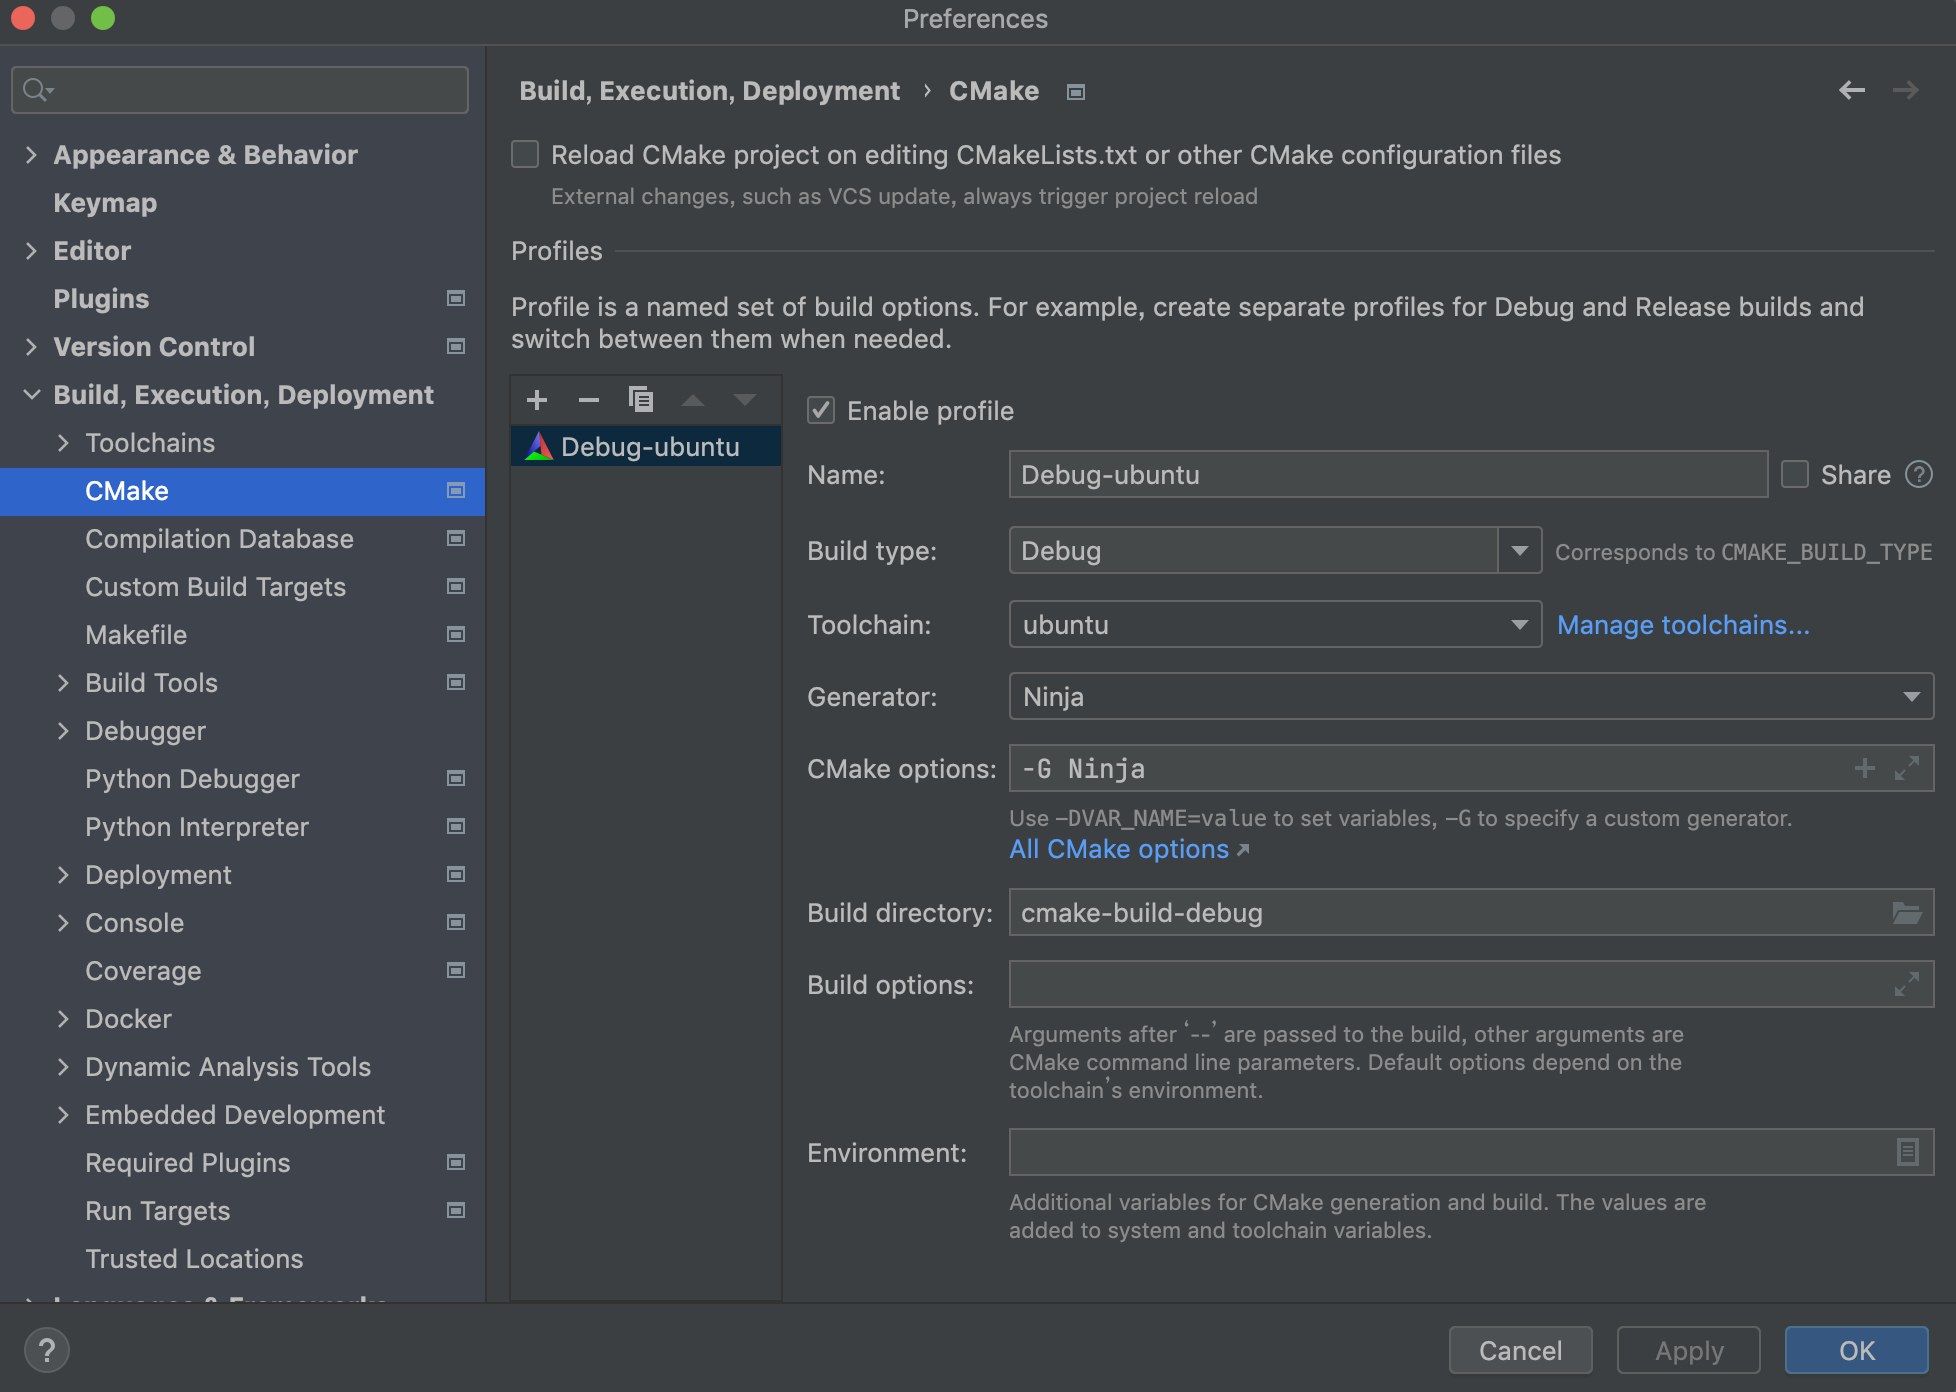 Preferences
Build, Execution, Deployment › CMake
Appearance & Behavior
Keymap
Editor
Plugins
Version Control
Build, Execution, Deployment
Toolchains
CMake
Compilation Database
Custom Build Targets
Makefile
Build Tools
Debugger
Python Debugger
Python Interpreter
Deployment
Console
Coverage
Docker
Dynamic Analysis Tools
Embedded Development
Required Plugins
Run Targets
Trusted Locations
Languages & Frameworks
Reload CMake project on editing CMakeLists.txt or other CMake configuration files
External changes, such as VCS update, always trigger project reload
Profiles
Profile is a named set of build options. For example, create separate profiles for Debug and Release builds and
switch between them when needed.
Debug-ubuntu
Enable profile
Name: Debug-ubuntu Share ?
Build type: Debug Corresponds to CMAKE_BUILD_TYPE
Toolchain: ubuntu Manage toolchains...
Generator: Ninja
CMake options: -G Ninja
Use –DVAR_NAME=value to set variables, –G to specify a custom generator.
All CMake options ↗
Build directory: cmake-build-debug
Build options:
Arguments after ‘--’ are passed to the build, other arguments are
CMake command line parameters. Default options depend on the
toolchain’s environment.
Environment:
Additional variables for CMake generation and build. The values are
added to system and toolchain variables.
? Cancel Apply OK